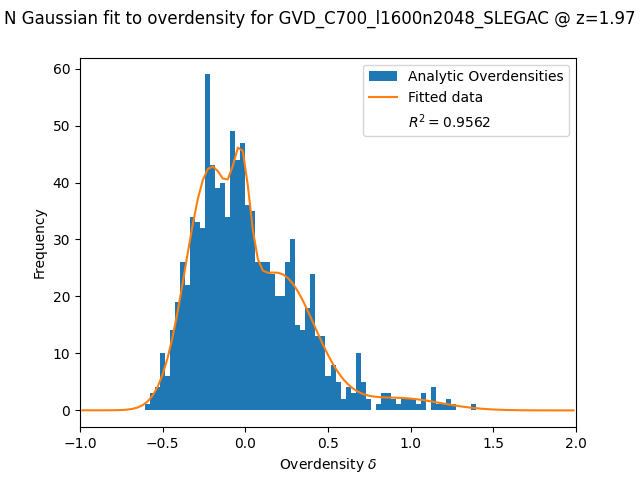 N Gaussian fit to overdensity for GVD_C700_l1600n2048_SLEGAC @ z=1.97
Analytic Overdensities
Fitted data
R² = 0.9562
Frequency
60
50
40
30
20
10
0
−1.0 −0.5 0.0 0.5 1.0 1.5 2.0
Overdensity δ